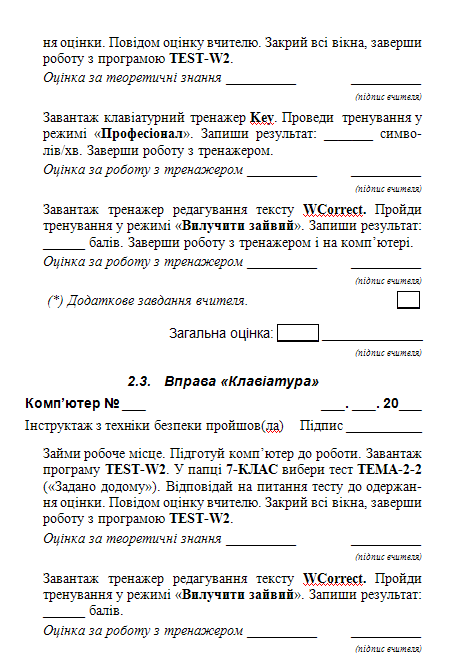 ня оцінки. Повідом оцінку вчителю. Закрий всі вікна, заверши
роботу з програмою TEST-W2.
Оцінка за теоретичні знання __________ __________
(підпис вчителя)
Завантаж клавіатурний тренажер Key. Проведи тренування у
режимі «Професіонал». Запиши результат: _______ симво-
лів/хв. Заверши роботу з тренажером.
Оцінка за роботу з тренажером __________ __________
(підпис вчителя)
Завантаж тренажер редагування тексту WCorrect. Пройди
тренування у режимі «Вилучити зайвий». Запиши результат:
______ балів. Заверши роботу з тренажером і на комп’ютері.
Оцінка за роботу з тренажером __________ __________
(підпис вчителя)
(*) Додаткове завдання вчителя.
Загальна оцінка: ______________
(підпис вчителя)
2.3. Вправа «Клавіатура»
Комп’ютер № ___ ___. ___. 20___
Інструктаж з техніки безпеки пройшов(ла) Підпис ___________
Займи робоче місце. Підготуй комп’ютер до роботи. Завантаж
програму TEST-W2. У папці 7-КЛАС вибери тест ТЕМА-2-2
(«Задано додому»). Відповідай на питання тесту до одержан-
ня оцінки. Повідом оцінку вчителю. Закрий всі вікна, заверши
роботу з програмою TEST-W2.
Оцінка за теоретичні знання __________ __________
(підпис вчителя)
Завантаж тренажер редагування тексту WCorrect. Пройди
тренування у режимі «Вилучити зайвий». Запиши результат:
______ балів.
Оцінка за роботу з тренажером __________ __________
(підпис вчителя)